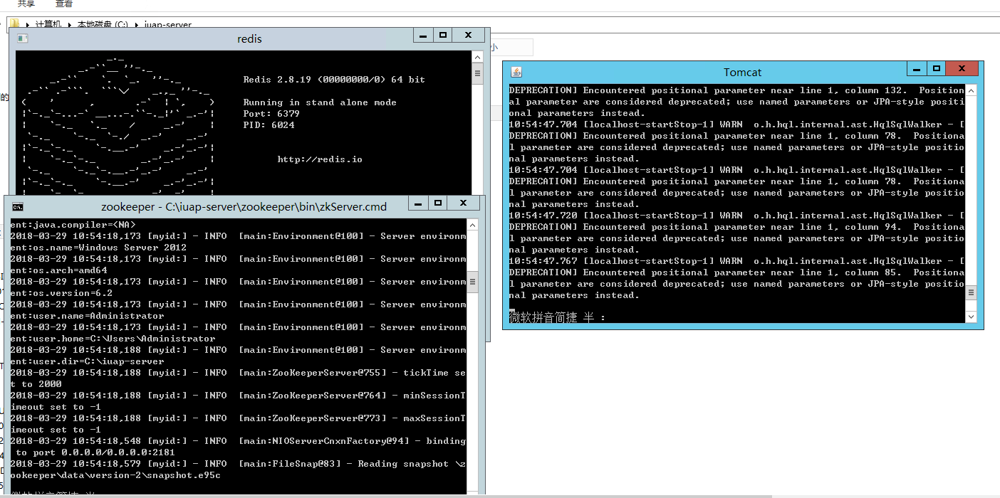 共享 查看
计算机 本地磁盘 (C:) iuap-server
redis
Redis 2.8.19 (00000000/0) 64 bit
Running in stand alone mode
Port: 6379
PID: 6024
http://redis.io
小
的
zookeeper - C:\iuap-server\zookeeper\bin\zkServer.cmd
ent:java.compiler=<NA>
2018-03-29 10:54:18,173 [myid:] - INFO  [main:Environment@100] - Server environm
ent:os.name=Windows Server 2012
2018-03-29 10:54:18,173 [myid:] - INFO  [main:Environment@100] - Server environm
ent:os.arch=amd64
2018-03-29 10:54:18,173 [myid:] - INFO  [main:Environment@100] - Server environm
ent:os.version=6.2
2018-03-29 10:54:18,173 [myid:] - INFO  [main:Environment@100] - Server environm
ent:user.name=Administrator
2018-03-29 10:54:18,173 [myid:] - INFO  [main:Environment@100] - Server environm
ent:user.home=C:\Users\Administrator
2018-03-29 10:54:18,188 [myid:] - INFO  [main:Environment@100] - Server environm
ent:user.dir=C:\iuap-server
2018-03-29 10:54:18,188 [myid:] - INFO  [main:ZooKeeperServer@755] - tickTime se
t to 2000
2018-03-29 10:54:18,188 [myid:] - INFO  [main:ZooKeeperServer@764] - minSessionT
imeout set to -1
2018-03-29 10:54:18,188 [myid:] - INFO  [main:ZooKeeperServer@773] - maxSessionT
imeout set to -1
2018-03-29 10:54:18,548 [myid:] - INFO  [main:NIOServerCnxnFactory@94] - binding
 to port 0.0.0.0/0.0.0.0:2181
2018-03-29 10:54:18,579 [myid:] - INFO  [main:FileSnap@83] - Reading snapshot \z
ookeeper\data\version-2\snapshot.e95c
微软拼音简捷 半
Tomcat
DEPRECATION] Encountered positional parameter near line 1, column 132.  Position
al parameter are considered deprecated; use named parameters or JPA-style positi
onal parameters instead.
10:54:47.704 [localhost-startStop-1] WARN  o.h.hql.internal.ast.HqlSqlWalker - [
DEPRECATION] Encountered positional parameter near line 1, column 78.  Positiona
l parameter are considered deprecated; use named parameters or JPA-style positio
nal parameters instead.
10:54:47.704 [localhost-startStop-1] WARN  o.h.hql.internal.ast.HqlSqlWalker - [
DEPRECATION] Encountered positional parameter near line 1, column 78.  Positiona
l parameter are considered deprecated; use named parameters or JPA-style positio
nal parameters instead.
10:54:47.720 [localhost-startStop-1] WARN  o.h.hql.internal.ast.HqlSqlWalker - [
DEPRECATION] Encountered positional parameter near line 1, column 94.  Positiona
l parameter are considered deprecated; use named parameters or JPA-style positio
nal parameters instead.
10:54:47.767 [localhost-startStop-1] WARN  o.h.hql.internal.ast.HqlSqlWalker - [
DEPRECATION] Encountered positional parameter near line 1, column 85.  Positiona
l parameter are considered deprecated; use named parameters or JPA-style positio
nal parameters instead.
微软拼音简捷 半 :